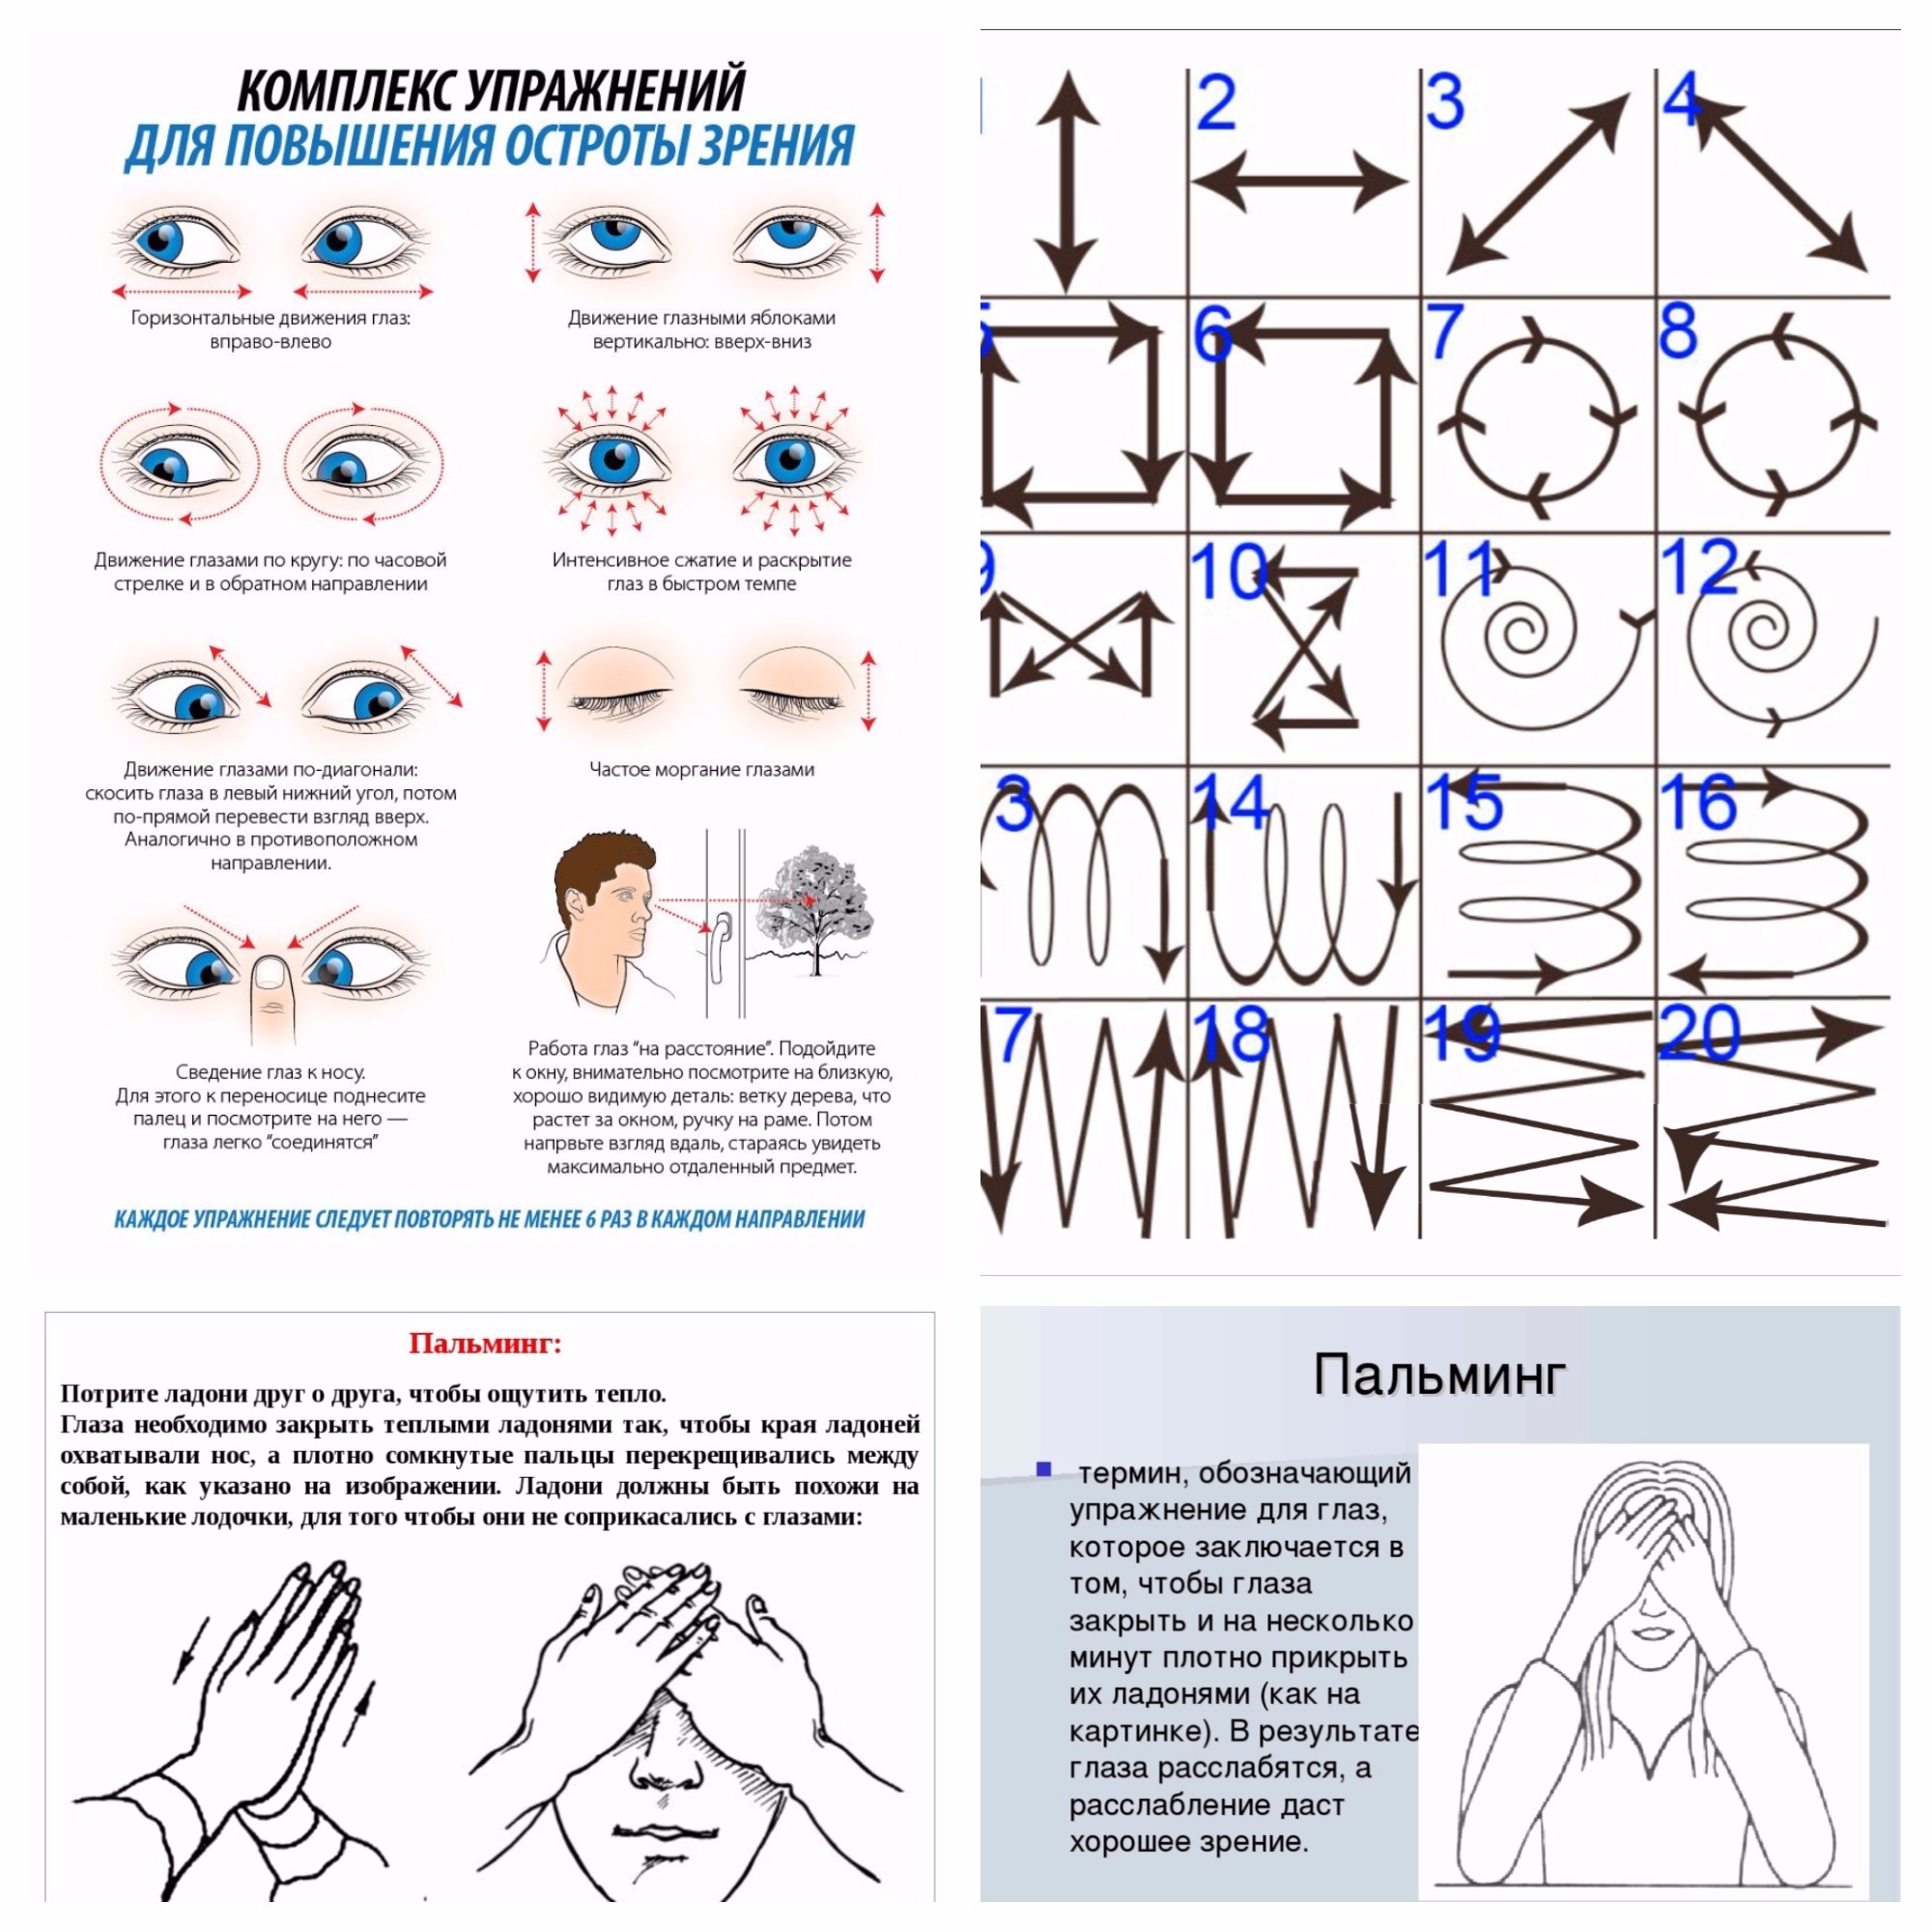 КОМПЛЕКС УПРАЖНЕНИЙ
ДЛЯ ПОВЫШЕНИЯ ОСТРОТЫ ЗРЕНИЯ
Горизонтальные движения глаз:
вправо-влево
Движение глазными яблоками
вертикально: вверх-вниз
Движение глазами по кругу: по часовой
стрелке и в обратном направлении
Интенсивное сжатие и раскрытие
глаз в быстром темпе
Движение глазами по-диагонали:
скосить глаза в левый нижний угол, потом
по-прямой перевести взгляд вверх.
Аналогично в противоположном
направлении.
Частое моргание глазами
Сведение глаз к носу.
Для этого к переносице поднесите
палец и посмотрите на него —
глаза легко “соединятся”
Работа глаз “на расстояние”. Подойдите
к окну, внимательно посмотрите на близкую,
хорошо видимую деталь: ветку дерева, что
растет за окном, ручку на раме. Потом
напрвьте взгляд вдаль, стараясь увидеть
максимально отдаленный предмет.
КАЖДОЕ УПРАЖНЕНИЕ СЛЕДУЕТ ПОВТОРЯТЬ НЕ МЕНЕЕ 6 РАЗ В КАЖДОМ НАПРАВЛЕНИИ
2 3 4
5 6 7 8
9 10 11 12
3 14 15 16
7 18 19 20
Пальминг:
Потрите ладони друг о друга, чтобы ощутить тепло.
Глаза необходимо закрыть теплыми ладонями так, чтобы края ладоней
охватывали нос, а плотно сомкнутые пальцы перекрещивались между
собой, как указано на изображении. Ладони должны быть похожи на
маленькие лодочки, для того чтобы они не соприкасались с глазами:
Пальминг
термин, обозначающий
упражнение для глаз,
которое заключается в
том, чтобы глаза
закрыть и на несколько
минут плотно прикрыть
их ладонями (как на
картинке). В результате
глаза расслабятся, а
расслабление даст
хорошее зрение.